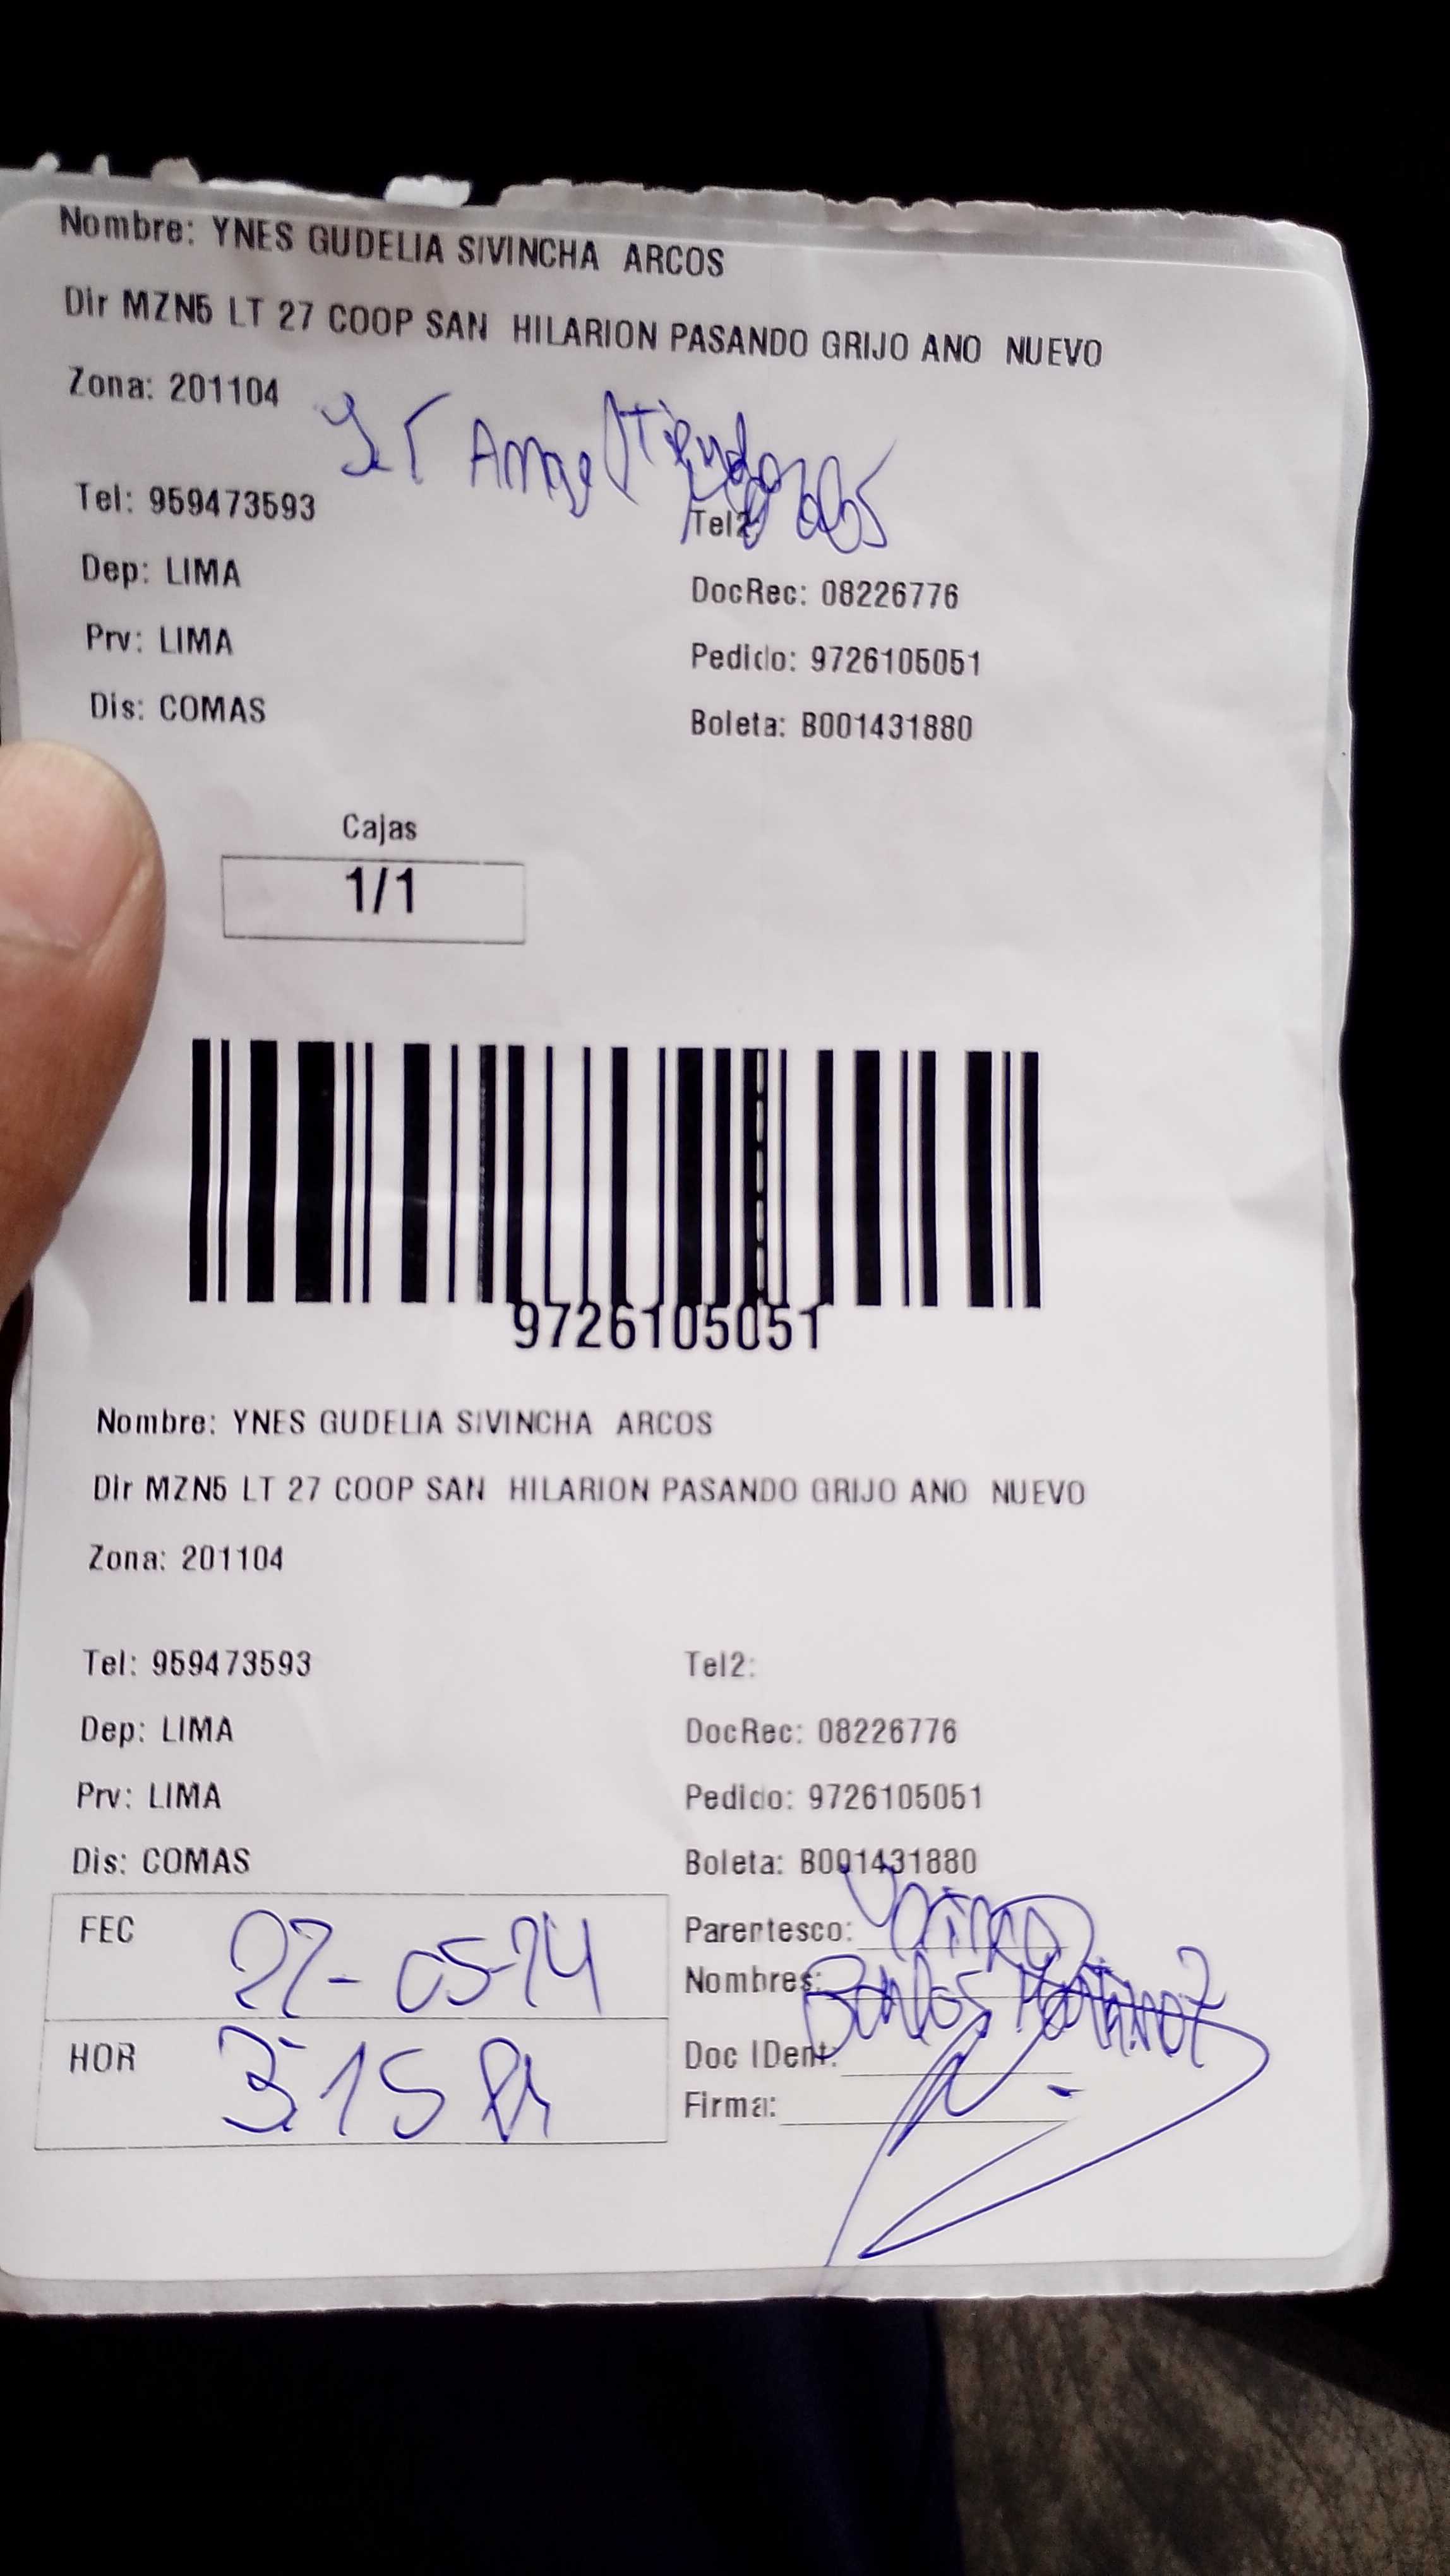 Nombre: YNES GUDELIA SIVINCHA ARCOS
Dir MZN5 LT 27 COOP SAN HILARION PASANDO GRIJO ANO NUEVO
Zona: 201104
Angel
Tel: 959473593 Tel2:
Dep: LIMA DocRec: 08226776
Prv: LIMA Pedido: 9726105051
Dis: COMAS Boleta: B001431880
Cajas
1/1
9726105051
Nombre: YNES GUDELIA SIVINCHA ARCOS
Dir MZN5 LT 27 COOP SAN HILARION PASANDO GRIJO ANO NUEVO
Zona: 201104
Tel: 959473593 Tel2:
Dep: LIMA DocRec: 08226776
Prv: LIMA Pedido: 9726105051
Dis: COMAS Boleta: B001431880
FEC 27-05-24 Parentesco:
Nombres:
HOR 3:15 Doc IDent:
Firma: